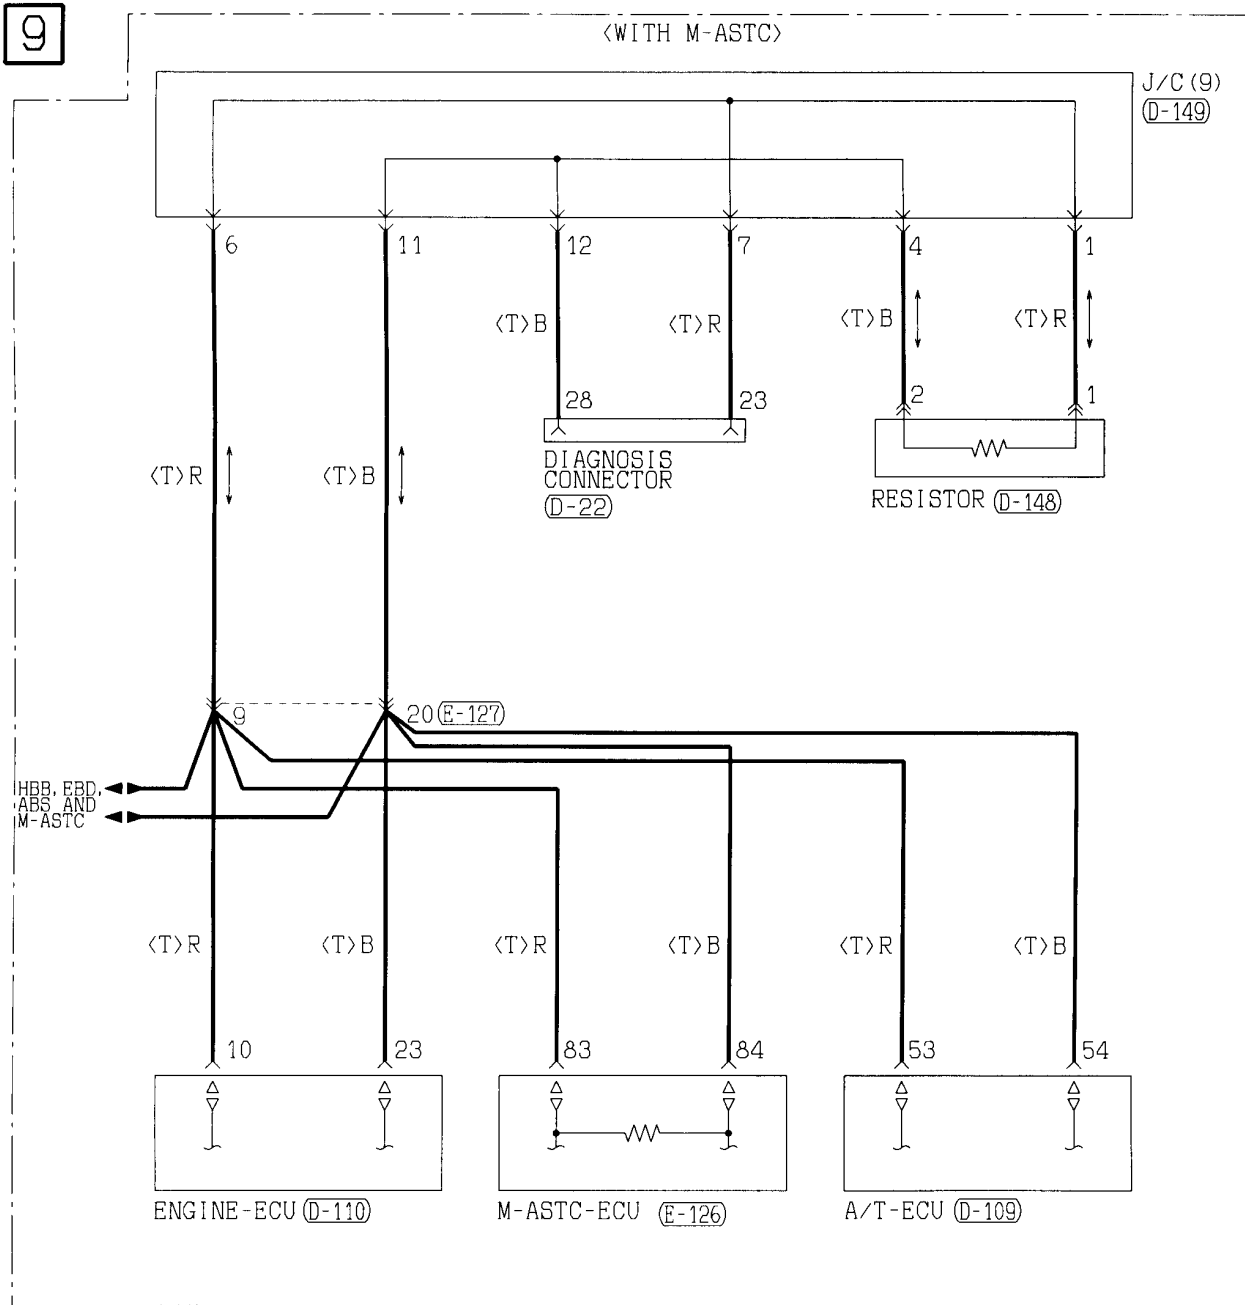 9
〈WITH M-ASTC〉
J/C(9)
D-149
6 11 12 7 4 1
〈T〉B 〈T〉R 〈T〉B 〈T〉R
28 23 2 1
DIAGNOSIS
CONNECTOR
D-22
RESISTOR D-148
〈T〉R 〈T〉B
9 20 E-127
HBB, EBD,
ABS AND
M-ASTC
〈T〉R 〈T〉B 〈T〉R 〈T〉B 〈T〉R 〈T〉B
10 23 83 84 53 54
ENGINE-ECU D-110 M-ASTC-ECU E-126 A/T-ECU D-109